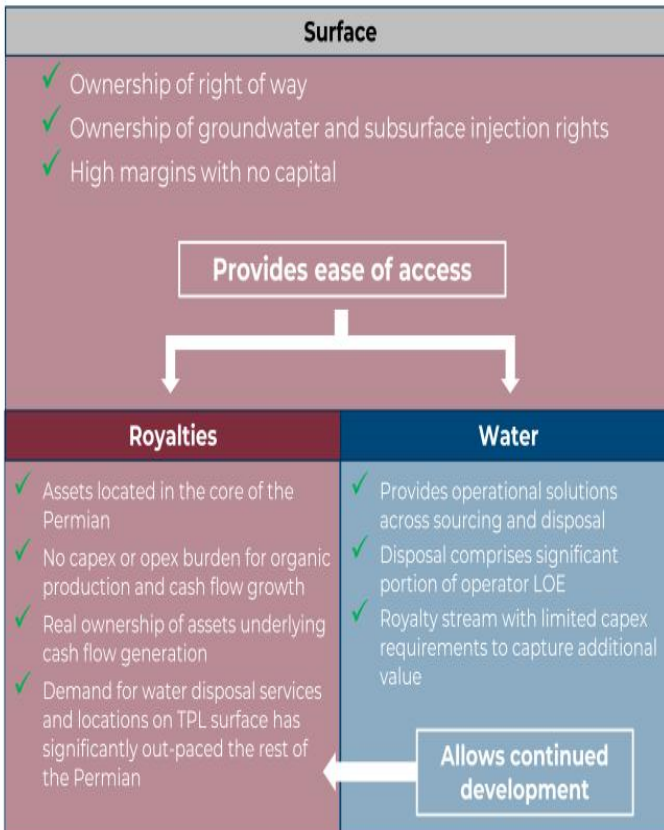 Surface
✓ Ownership of right of way
✓ Ownership of groundwater and subsurface injection rights
✓ High margins with no capital
Provides ease of access
Royalties
✓ Assets located in the core of the
Permian
✓ No capex or opex burden for organic
production and cash flow growth
✓ Real ownership of assets underlying
cash flow generation
✓ Demand for water disposal services
and locations on TPL surface has
significantly out-paced the rest of
the Permian
Water
✓ Provides operational solutions
across sourcing and disposal
✓ Disposal comprises significant
portion of operator LOE
✓ Royalty stream with limited capex
requirements to capture additional
value
Allows continued
development